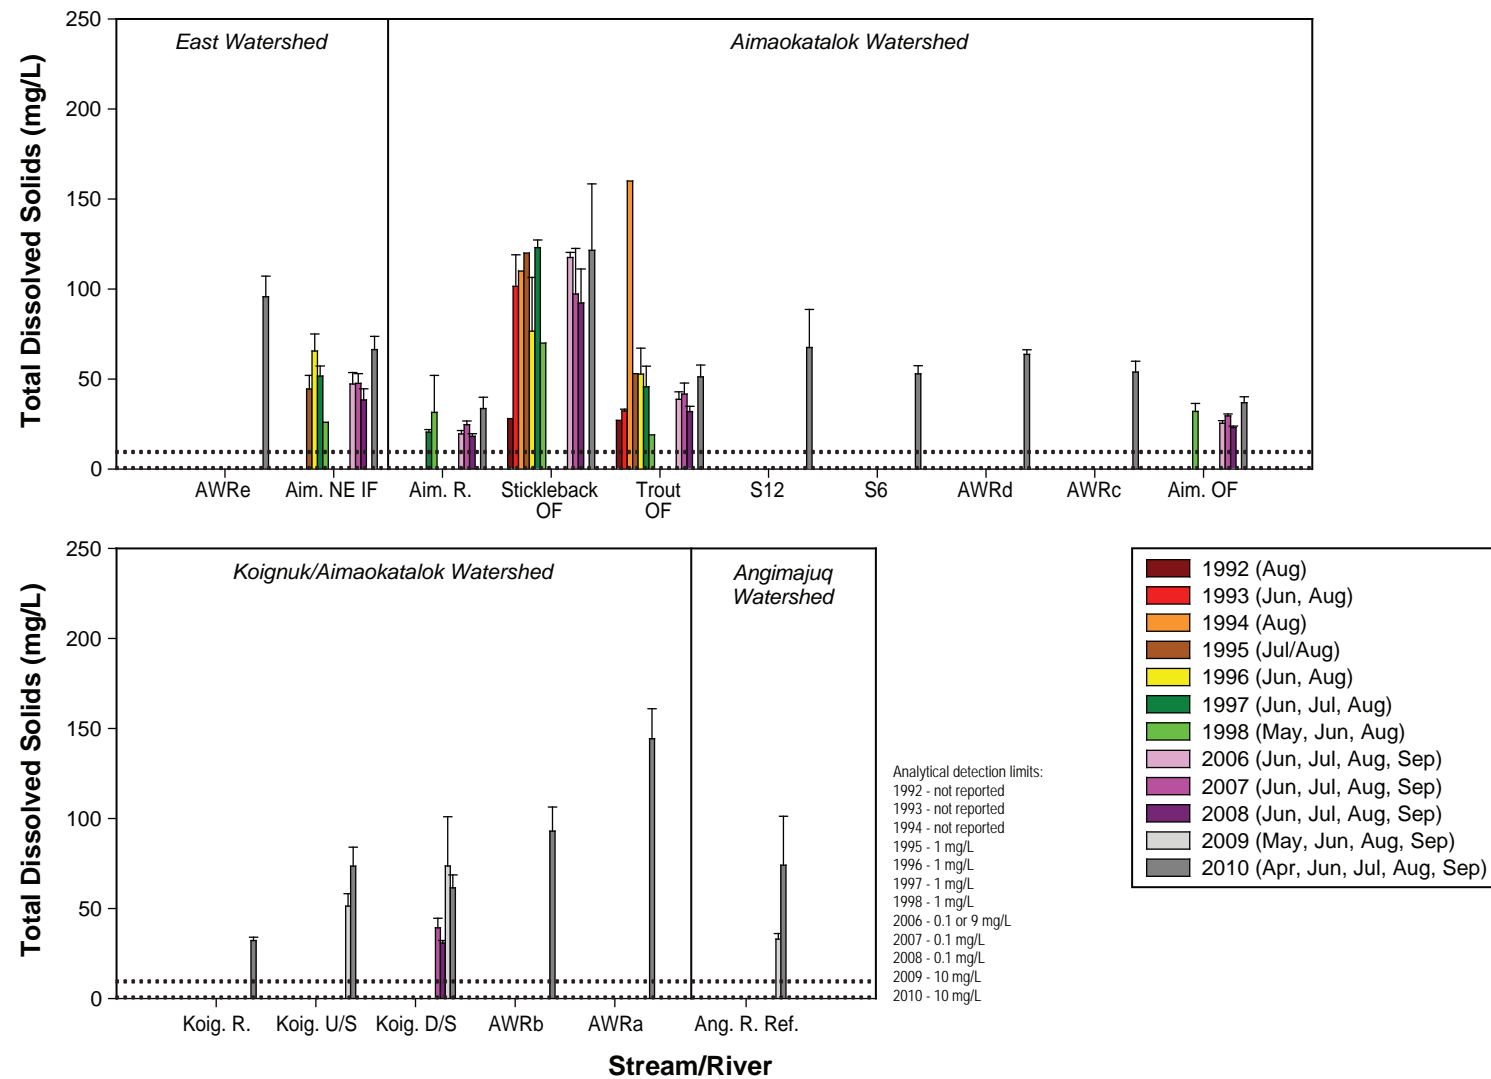 East Watershed
Aimaokatalok Watershed
Total Dissolved Solids (mg/L)
250
200
150
100
50
0
AWRe
Aim. NE IF
Aim. R.
Stickleback
OF
Trout
OF
S12
S6
AWRd
AWRc
Aim. OF
Koignuk/Aimaokatalok Watershed
Angimajuq
Watershed
Total Dissolved Solids (mg/L)
250
200
150
100
50
0
Koig. R.
Koig. U/S
Koig. D/S
AWRb
AWRa
Ang. R. Ref.
Stream/River
Analytical detection limits:
1992 - not reported
1993 - not reported
1994 - not reported
1995 - 1 mg/L
1996 - 1 mg/L
1997 - 1 mg/L
1998 - 1 mg/L
2006 - 0.1 or 9 mg/L
2007 - 0.1 mg/L
2008 - 0.1 mg/L
2009 - 10 mg/L
2010 - 10 mg/L
1992 (Aug)
1993 (Jun, Aug)
1994 (Aug)
1995 (Jul/Aug)
1996 (Jun, Aug)
1997 (Jun, Jul, Aug)
1998 (May, Jun, Aug)
2006 (Jun, Jul, Aug, Sep)
2007 (Jun, Jul, Aug, Sep)
2008 (Jun, Jul, Aug, Sep)
2009 (May, Jun, Aug, Sep)
2010 (Apr, Jun, Jul, Aug, Sep)